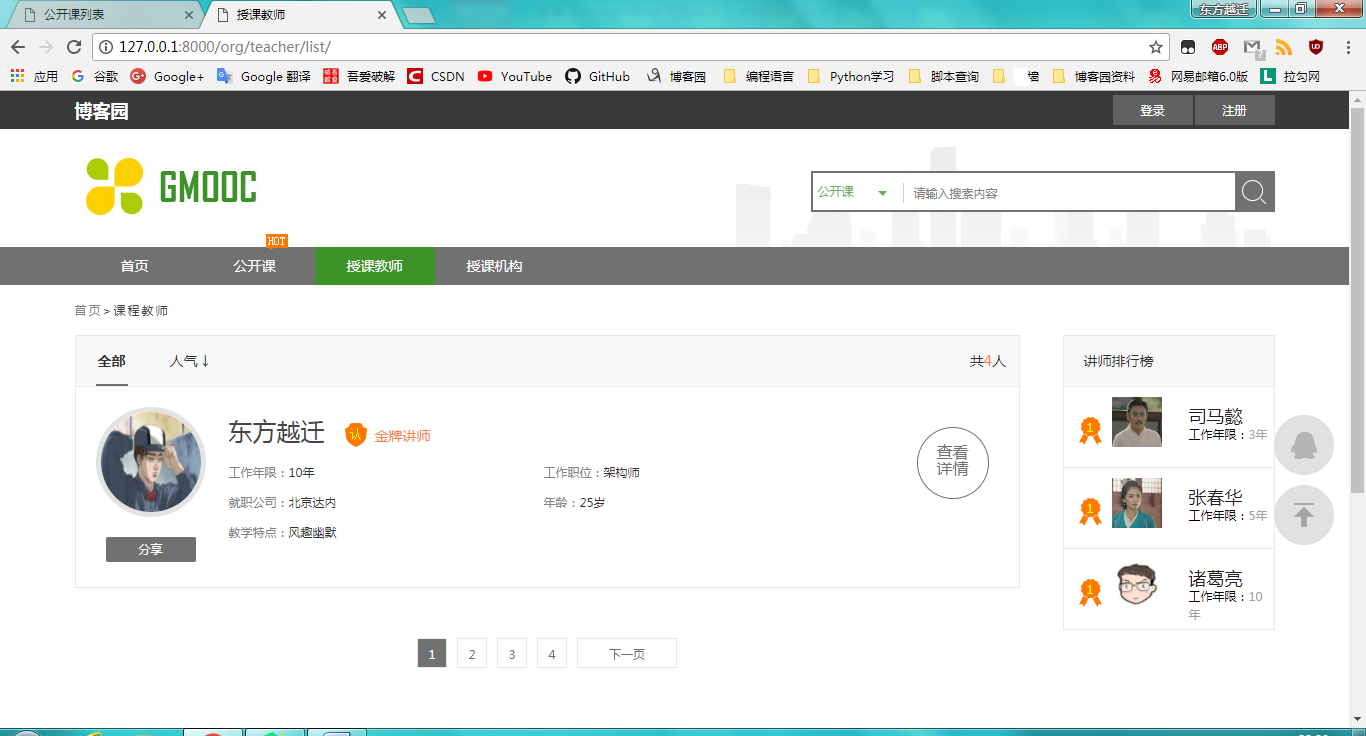 公开课列表
授课教师
东方越迁
127.0.0.1:8000/org/teacher/list/
ABP
应用 谷歌 Google+ Google 翻译 吾爱破解 CSDN YouTube GitHub 博客园 编程语言 Python学习 脚本查询 墙 博客园资料 网易邮箱6.0版 拉勾网
博客园
登录 注册
GMOOC
公开课 请输入搜索内容
HOT
首页 公开课 授课教师 授课机构
首页 > 课程教师
全部 人气↓ 共4人
东方越迁 认 金牌讲师
工作年限：10年 工作职位：架构师
就职公司：北京达内 年龄：25岁
教学特点：风趣幽默
查看
详情
分享
1 2 3 4 下一页
讲师排行榜
1 司马懿
工作年限：3年
1 张春华
工作年限：5年
1 诸葛亮
工作年限：10
年